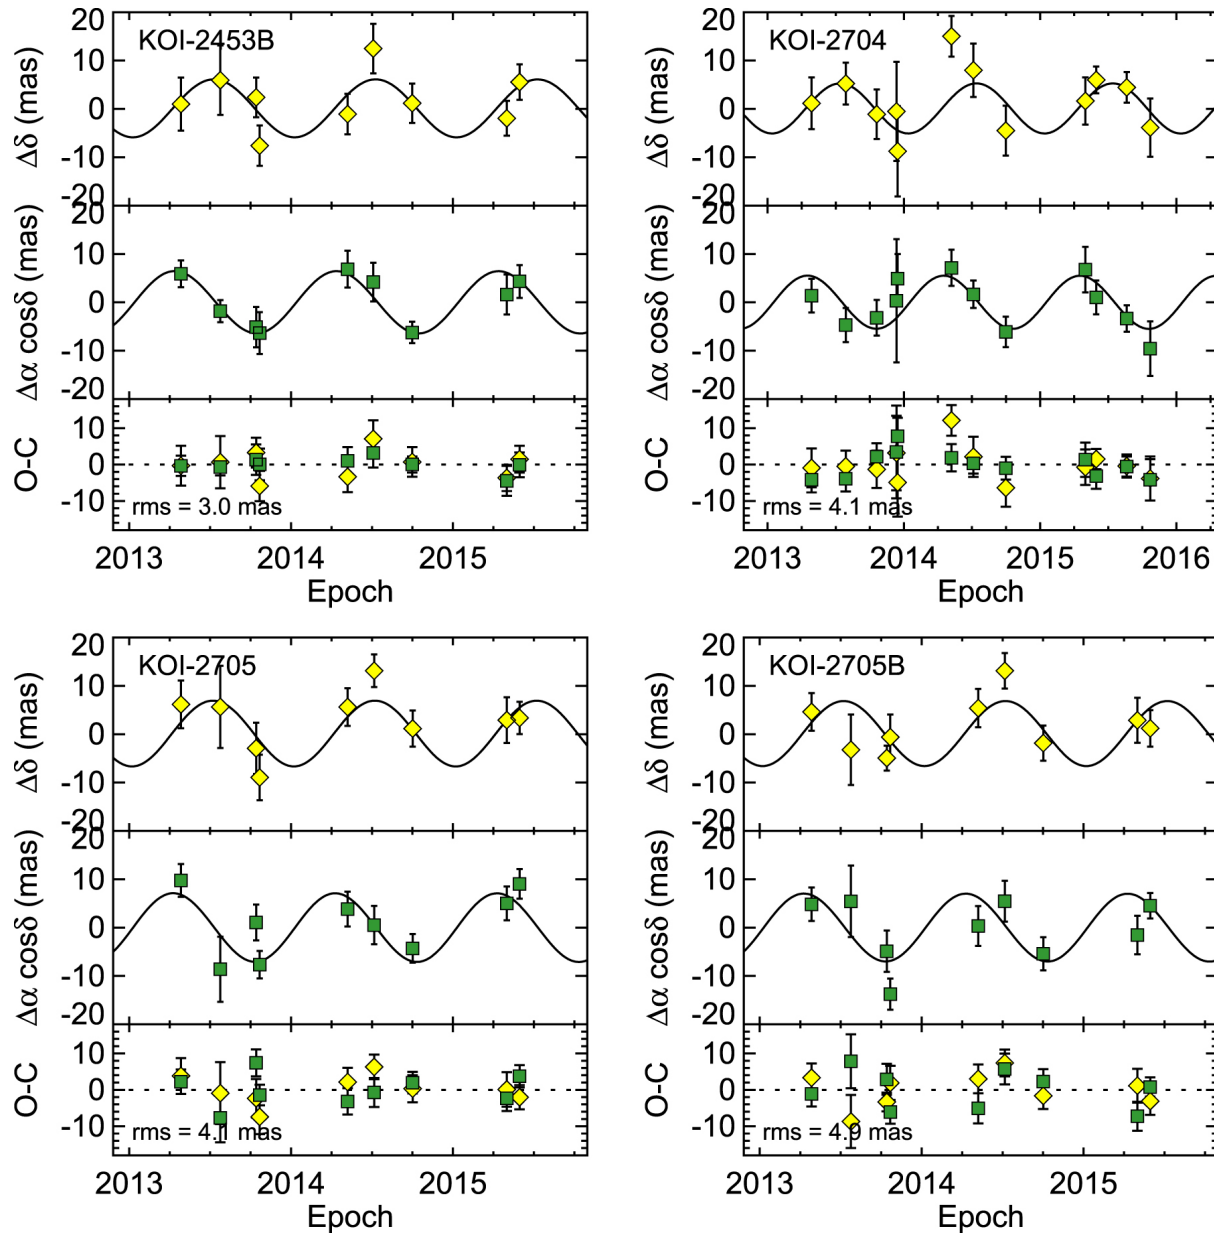 KOI-2453B
Δδ (mas)
20
10
0
-10
-20
Δα cosδ (mas)
20
10
0
-10
-20
O-C
10
0
-10
rms = 3.0 mas
2013 2014 2015
Epoch
KOI-2704
Δδ (mas)
20
10
0
-10
-20
Δα cosδ (mas)
20
10
0
-10
-20
O-C
10
0
-10
rms = 4.1 mas
2013 2014 2015 2016
Epoch
KOI-2705
Δδ (mas)
20
10
0
-10
-20
Δα cosδ (mas)
20
10
0
-10
-20
O-C
10
0
-10
rms = 4.1 mas
2013 2014 2015
Epoch
KOI-2705B
Δδ (mas)
20
10
0
-10
-20
Δα cosδ (mas)
20
10
0
-10
-20
O-C
10
0
-10
rms = 4.9 mas
2013 2014 2015
Epoch